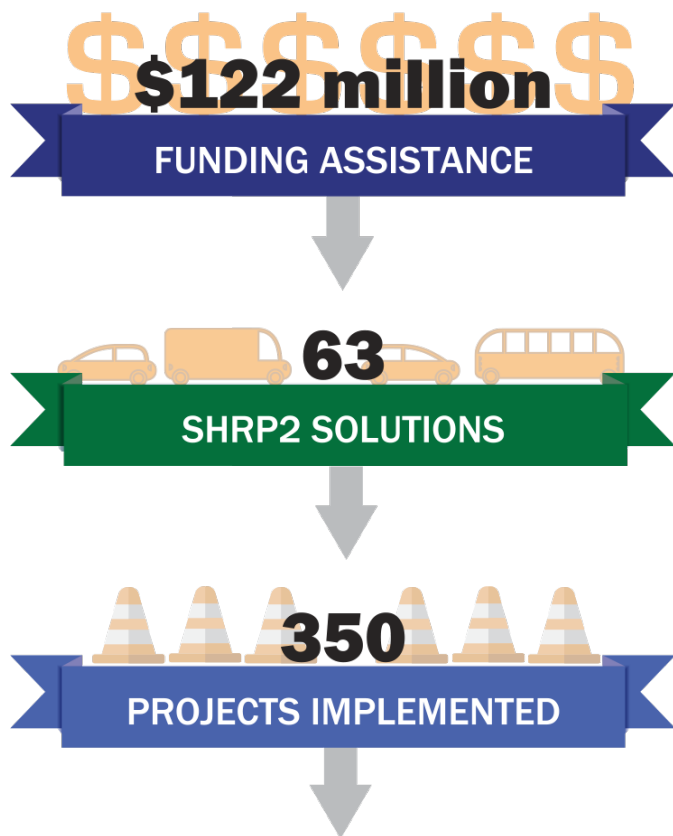 $122 million
FUNDING ASSISTANCE
63
SHRP2 SOLUTIONS
350
PROJECTS IMPLEMENTED